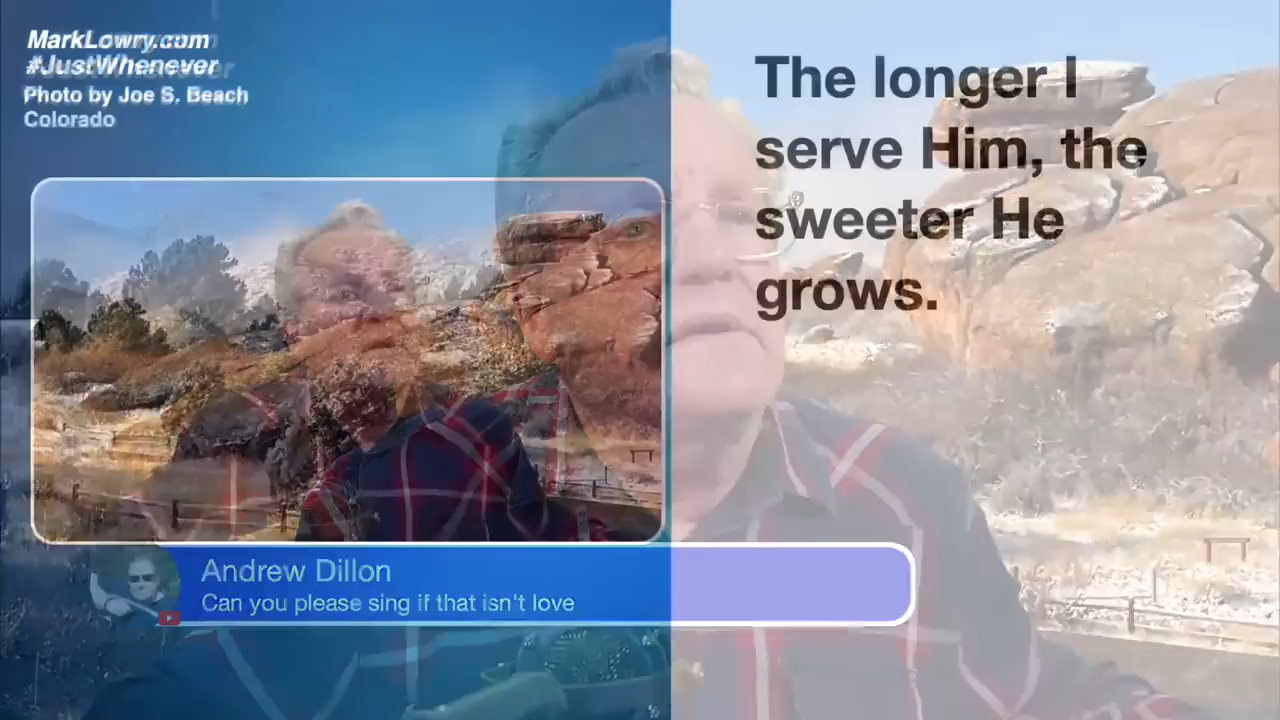 MarkLowry.com
#JustWhenever
Photo by Joe S. Beach
Colorado
The longer I
serve Him, the
sweeter He
grows.
Andrew Dillon
Can you please sing if that isn't love